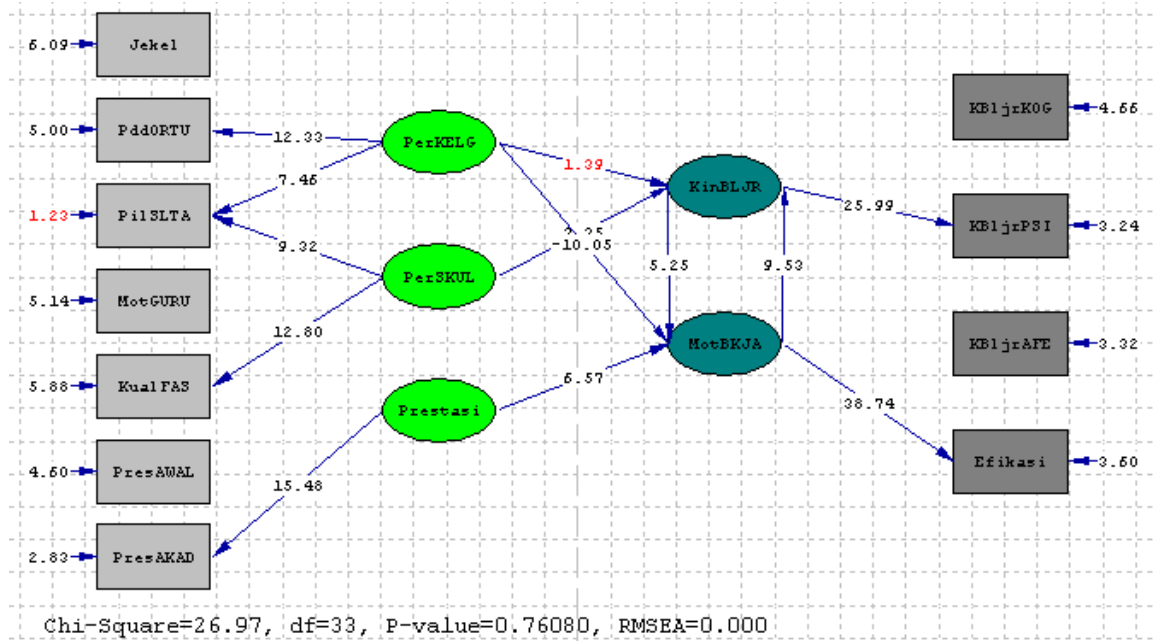 6.09 Jekel
5.00 PddORTU
1.23 PilSLTA
5.14 MotGURU
5.88 KualFAS
4.60 PresAWAL
2.83 PresAKAD
12.33
7.46
9.32
12.80
15.48
PerKELG
PerSKUL
Prestasi
1.39
-10.05
6.57
KinBLJR
5.25
9.53
MotBKJA
25.99
38.74
KBljrKOG 4.66
KBljrPSI 3.24
KBljrAFE 3.32
Efikasi 3.60
Chi-Square=26.97, df=33, P-value=0.76080, RMSEA=0.000